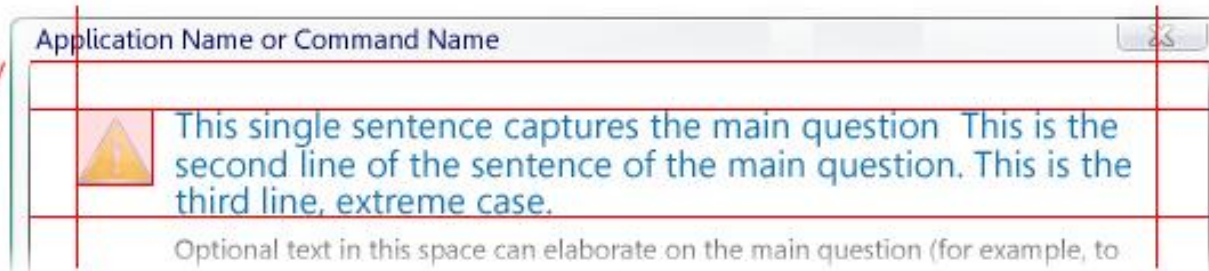 Application Name or Command Name
This single sentence captures the main question  This is the
second line of the sentence of the main question. This is the
third line, extreme case.
Optional text in this space can elaborate on the main question (for example, to